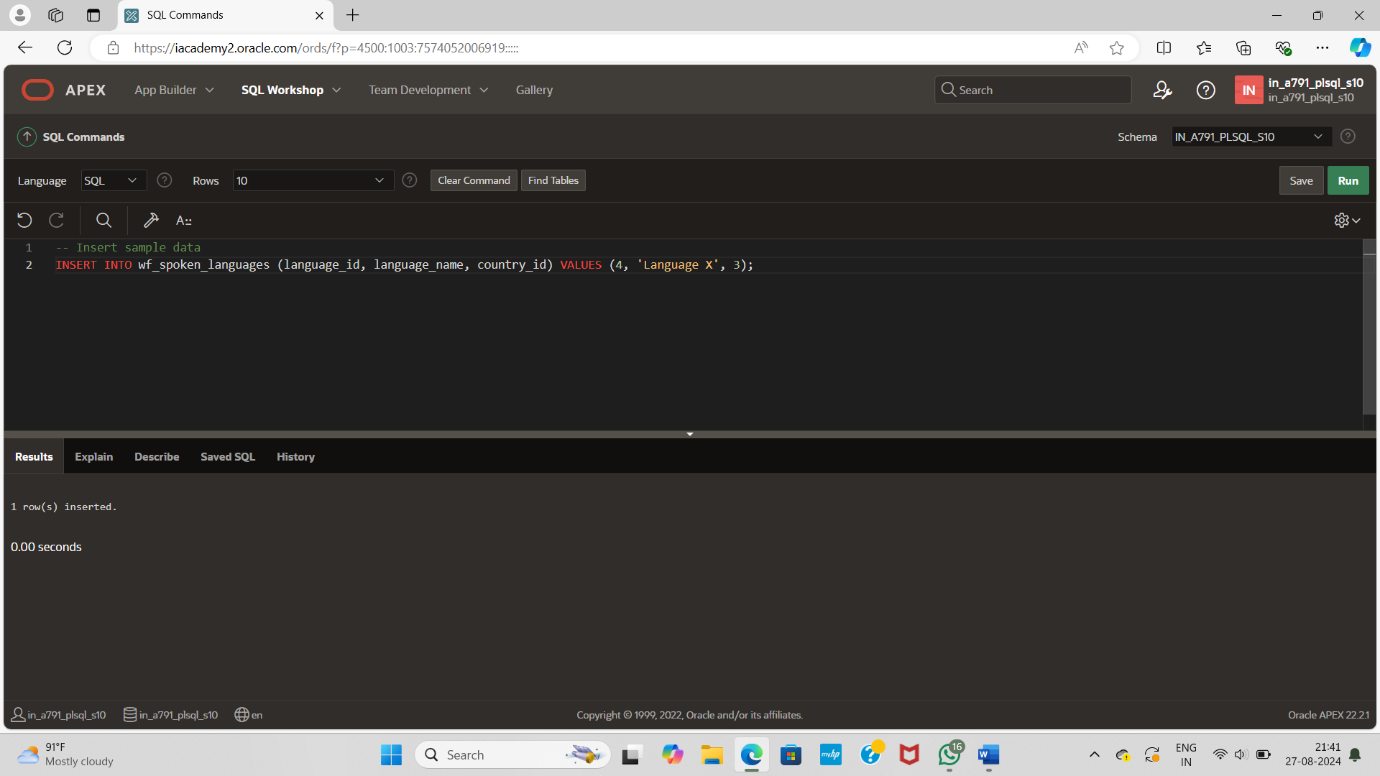 SQL Commands
https://iacademy2.oracle.com/ords/f?p=4500:1003:7574052006919:::::
APEX App Builder SQL Workshop Team Development Gallery Search IN in_a791_plsql_s10
in_a791_plsql_s10
SQL Commands Schema IN_A791_PLSQL_S10
Language SQL Rows 10 Clear Command Find Tables Save Run
A::
1 -- Insert sample data
2 INSERT INTO wf_spoken_languages (language_id, language_name, country_id) VALUES (4, 'Language X', 3);
Results Explain Describe Saved SQL History
1 row(s) inserted.
0.00 seconds
in_a791_plsql_s10 in_a791_plsql_s10 en Copyright © 1999, 2022, Oracle and/or its affiliates. Oracle APEX 22.2.1
91°F
Mostly cloudy
Search
myhp
16
W
ENG
IN
21:41
27-08-2024